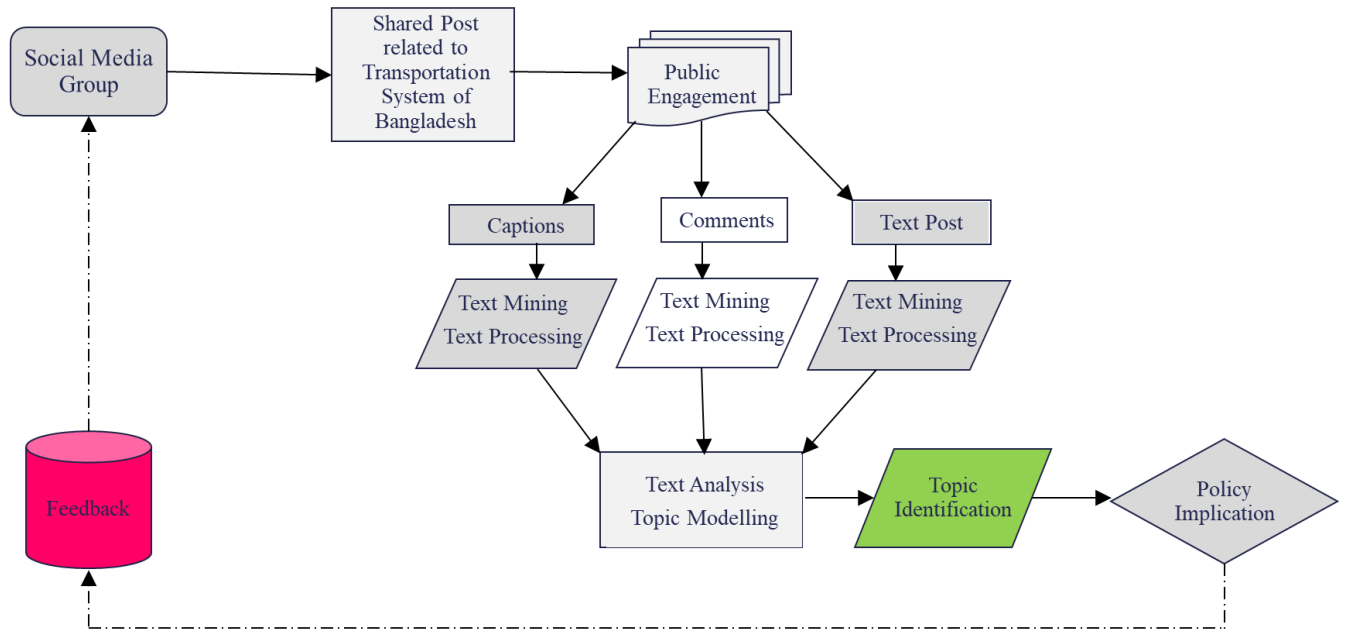 Social Media
Group
Shared Post
related to
Transportation
System of
Bangladesh
Public
Engagement
Captions
Comments
Text Post
Text Mining
Text Processing
Text Mining
Text Processing
Text Mining
Text Processing
Text Analysis
Topic Modelling
Topic
Identification
Policy
Implication
Feedback